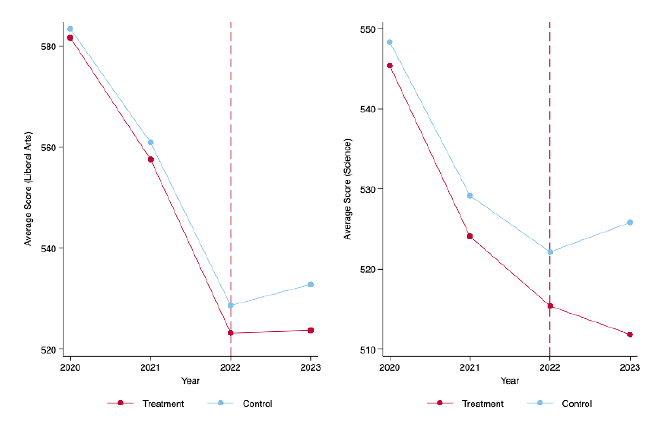 Average Score (Liberal Arts)
580
560
540
520
2020
2021
2022
2023
Year
Treatment
Control
Average Score (Science)
550
540
530
520
510
2020
2021
2022
2023
Year
Treatment
Control